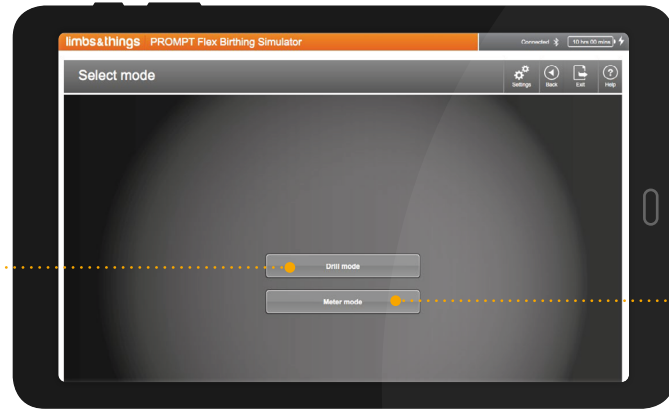 limbs&things PROMPT Flex Birthing Simulator
Connected 10 hrs 00 mins
Select mode
Settings Back Exit Help
Drill mode
Meter mode